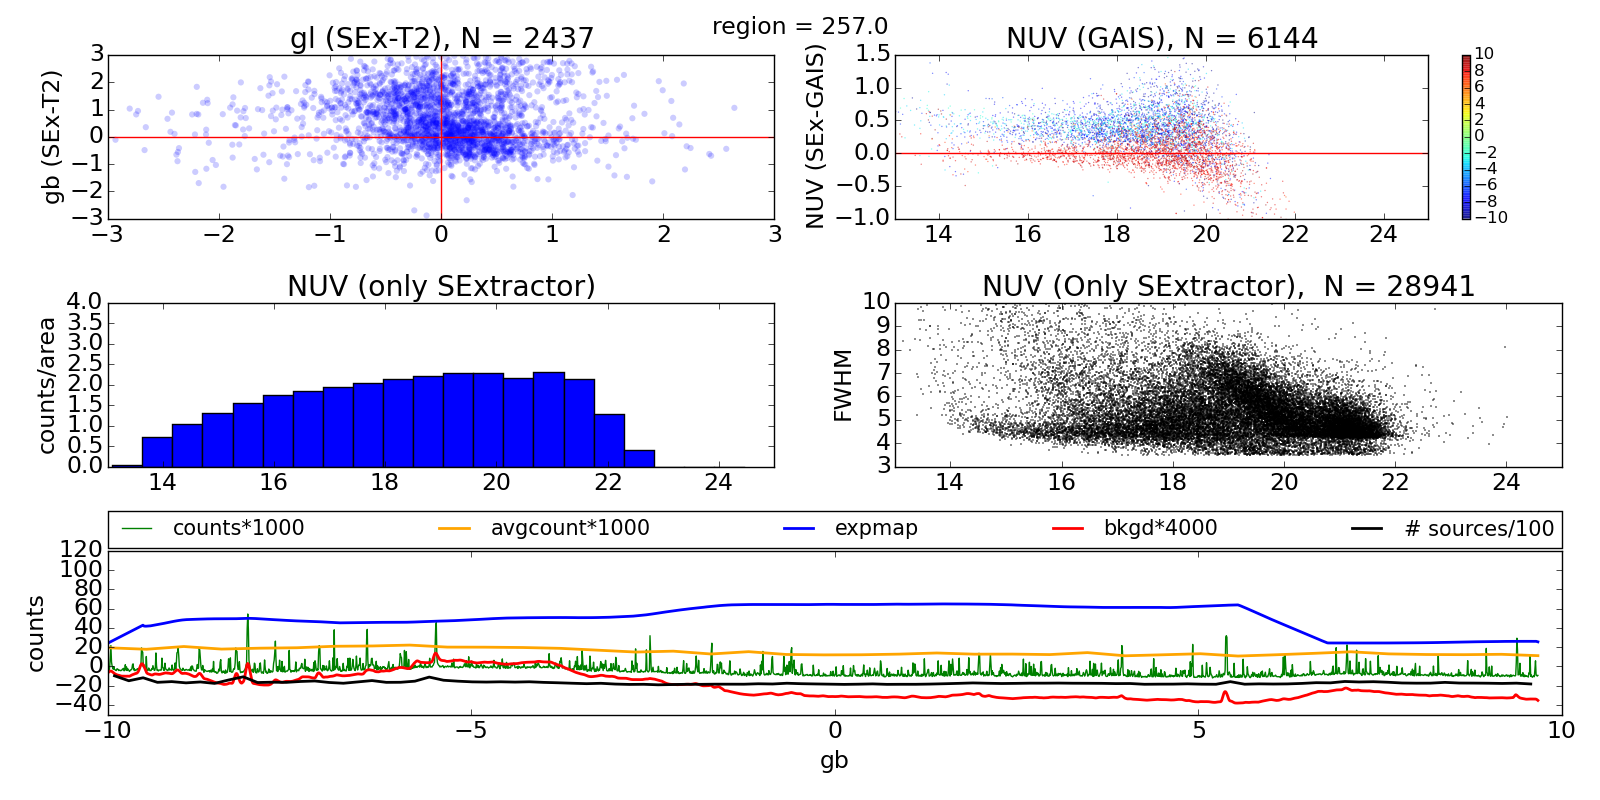 region = 257.0
gl (SEx-T2), N = 2437
gb (SEx-T2)
3
2
1
0
−1
−2
−3
−3 −2 −1 0 1 2 3
NUV (GAIS), N = 6144
NUV (SEx-GAIS)
1.5
1.0
0.5
0.0
−0.5
−1.0
14 16 18 20 22 24
10
8
6
4
2
0
−2
−4
−6
−8
−10
NUV (only SExtractor)
counts/area
4.0
3.5
3.0
2.5
2.0
1.5
1.0
0.5
0.0
14 16 18 20 22 24
NUV (Only SExtractor),  N = 28941
FWHM
10
9
8
7
6
5
4
3
14 16 18 20 22 24
counts*1000 avgcount*1000 expmap bkgd*4000 # sources/100
counts
120
100
80
60
40
20
0
−20
−40
−10 −5 0 5 10
gb